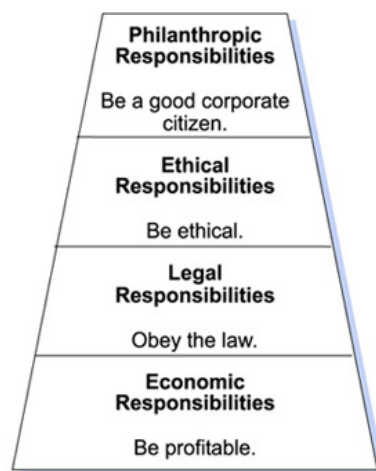 Philanthropic
Responsibilities
Be a good corporate
citizen.
Ethical
Responsibilities
Be ethical.
Legal
Responsibilities
Obey the law.
Economic
Responsibilities
Be profitable.